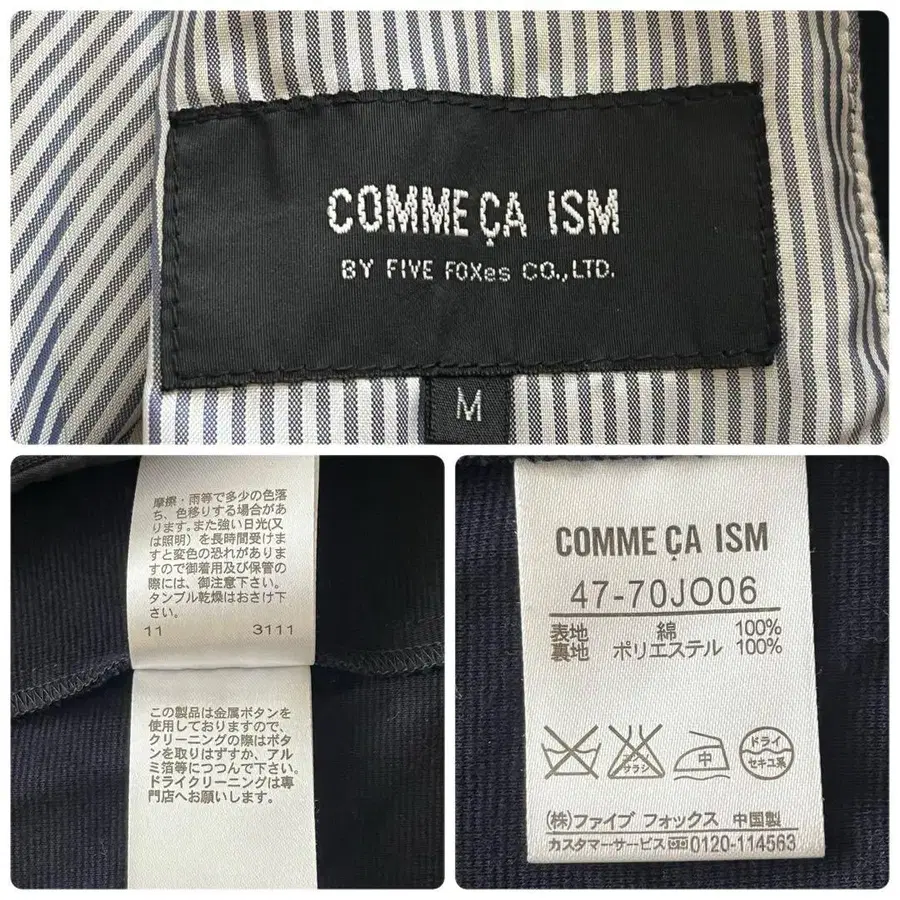 COMME ÇA ISM
BY FIVE FOXes CO.,LTD.
M
摩擦・雨等で多少の色落
ち、色移りする場合があ
ります。また強い日光(又
は照明）を長時間受けま
すと変色の恐れがありま
すので御着用及び保管の
際には、御注意下さい。
タンブル乾燥はおさけ下
さい。
11 3111
この製品は金属ボタンを
使用しておりますので、
クリーニングの際はボタ
ンを取りはずすか、アル
ミ箔等につつんで下さい。
ドライクリーニングは専
門店へお願いします。
COMME ÇA ISM
47-70JO06
表地 綿 100%
裏地 ポリエステル 100%
エンソ
サラシ
中
ドライ
セキユ系
(株)ファイブ フォックス 中国製
カスタマーサービス 0120-114563